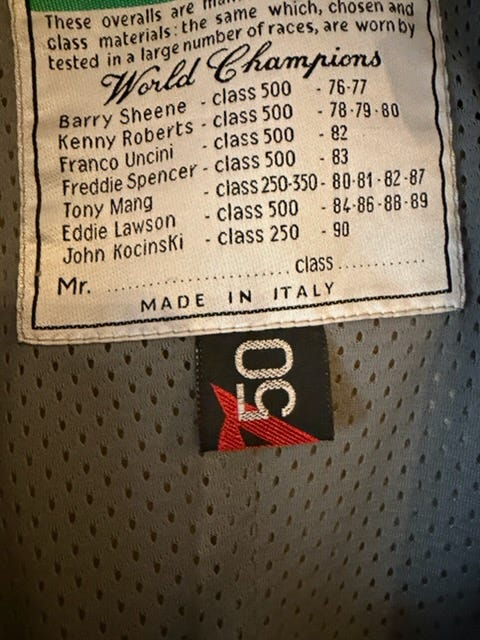 These overalls are
class materials: the same which, chosen and
tested in a large number of races, are worn by
World Champions
Barry Sheene - class 500 - 76-77
Kenny Roberts - class 500 - 78-79-80
Franco Uncini - class 500 - 82
Freddie Spencer - class 500 - 83
Tony Mang - class 250-350 - 80-81-82-87
Eddie Lawson - class 500 - 84-86-88-89
John Kocinski - class 250 - 90
Mr. .............................. class ..........
MADE IN ITALY
50